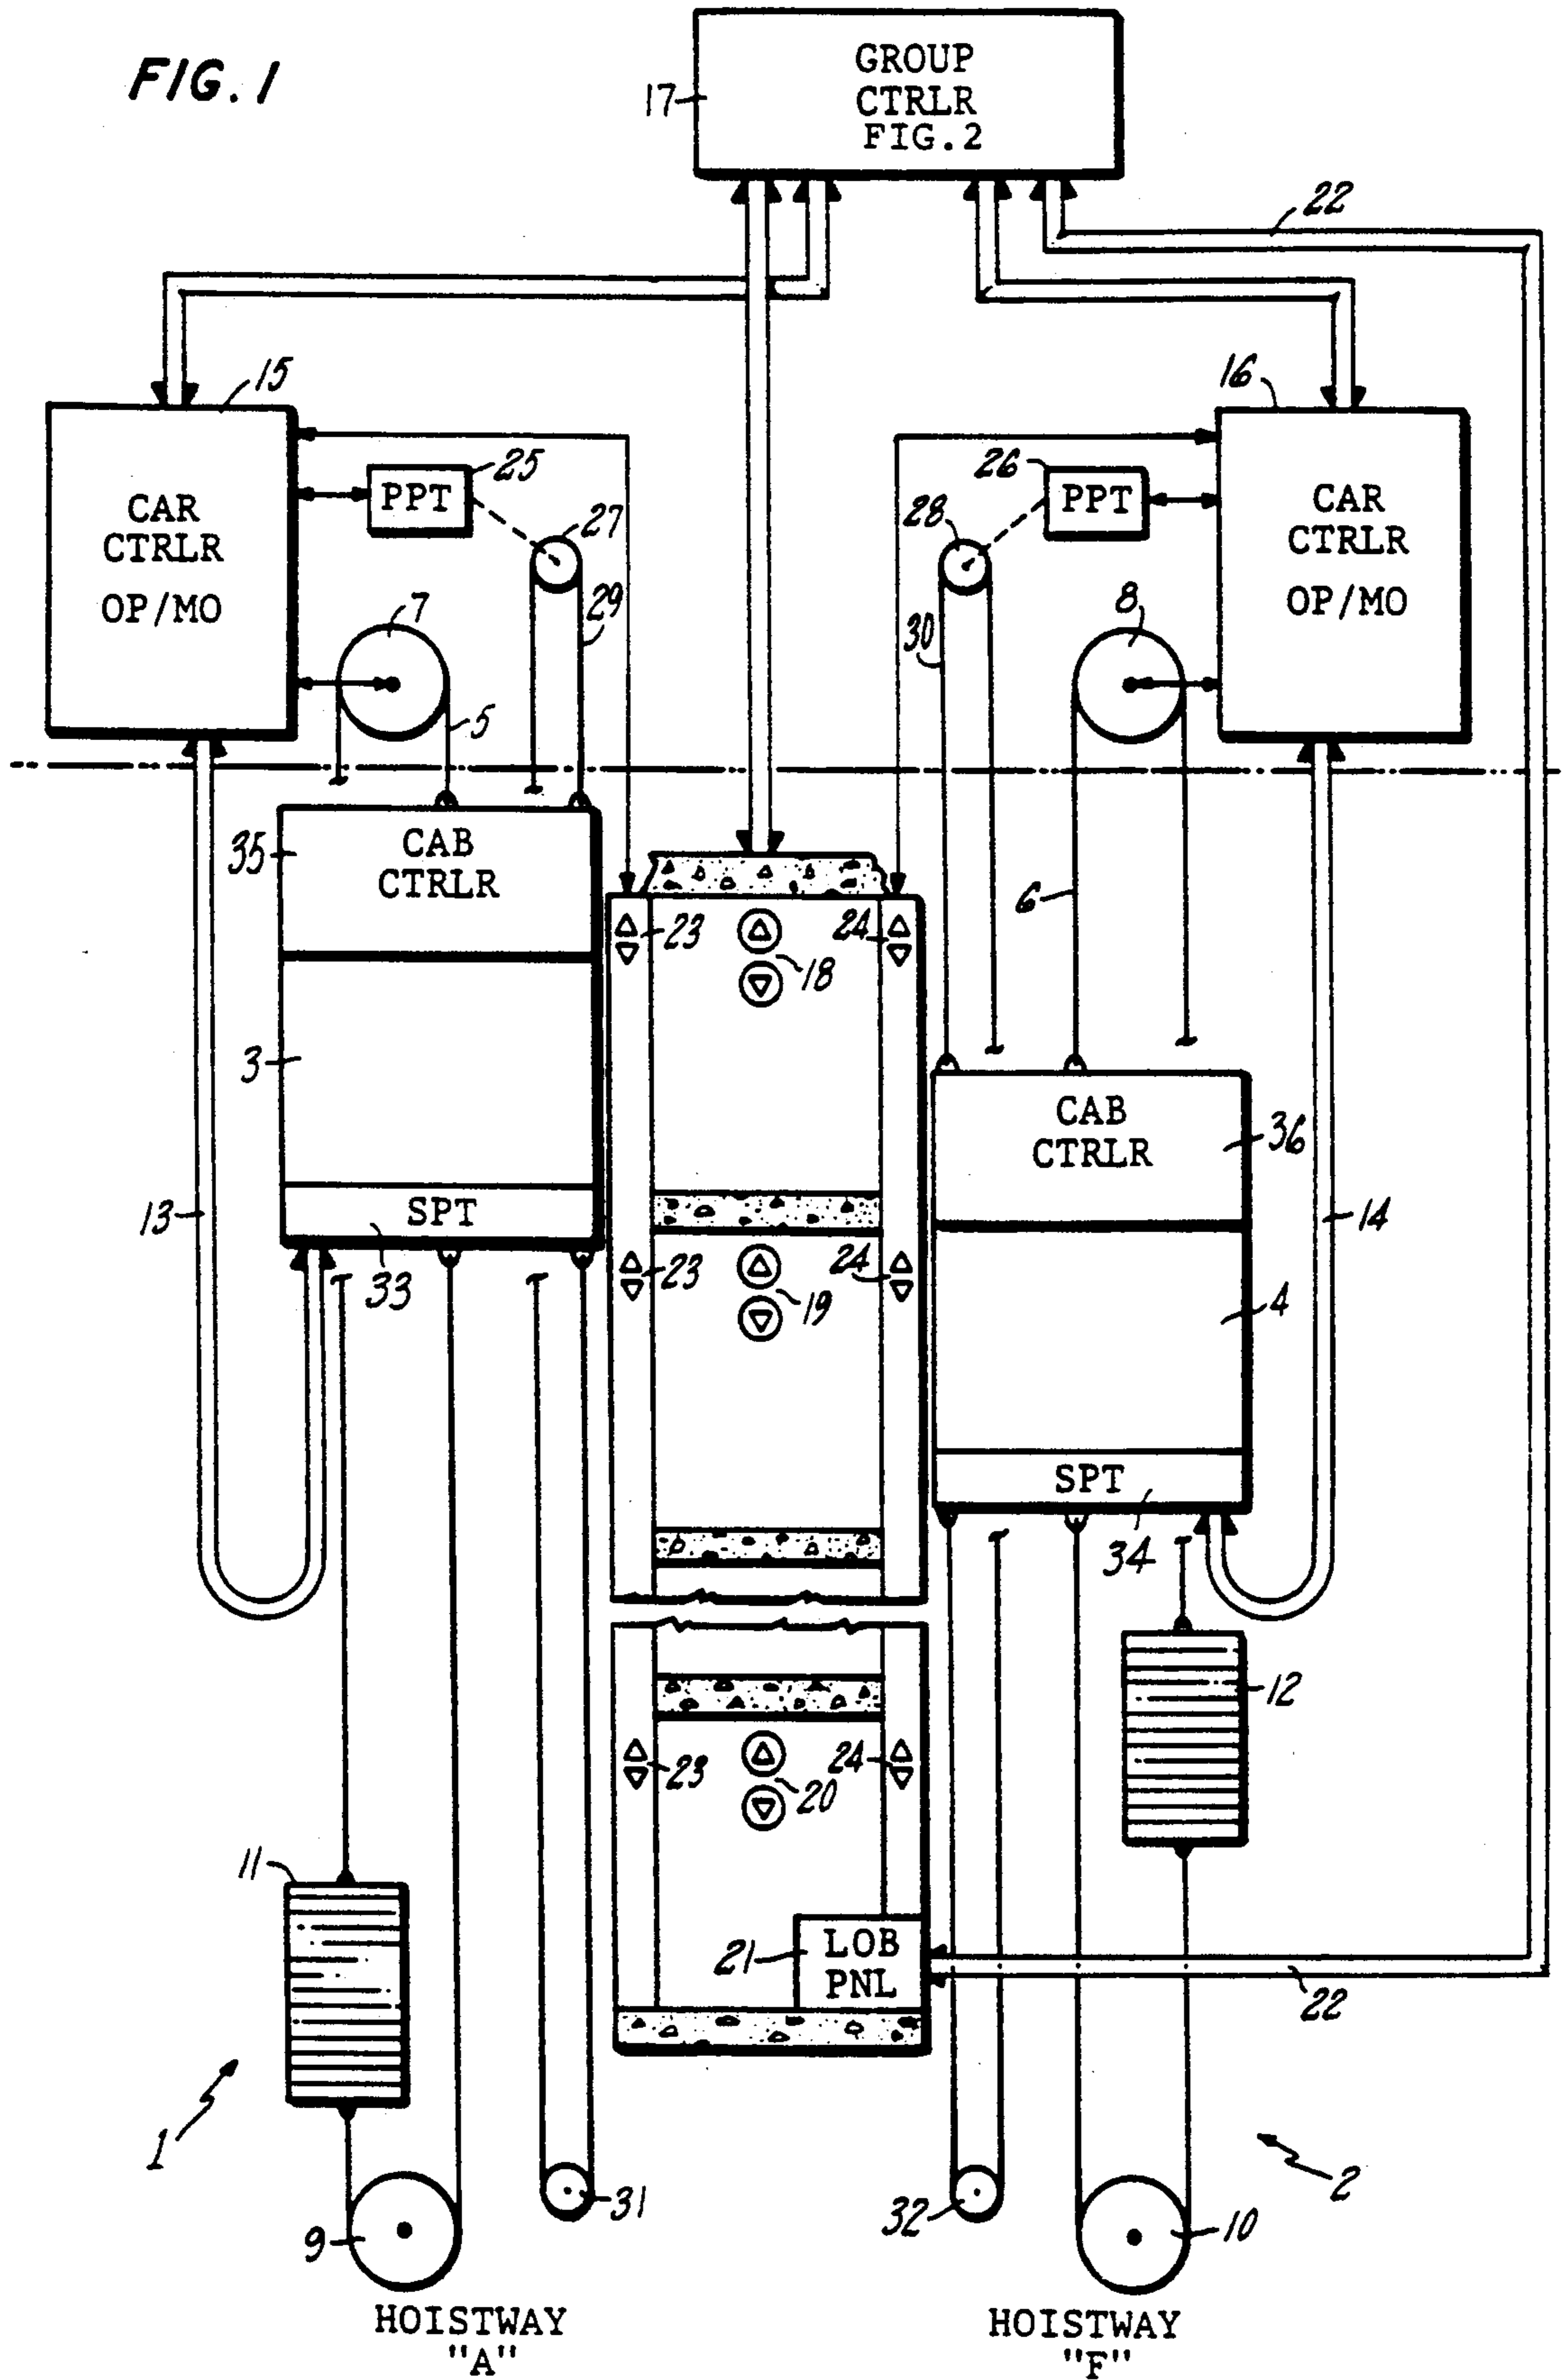 FIG. 1
GROUP
CTRLR
FIG. 2
17
22
15
CAR
CTRLR
OP/MO
25
PPT
27
29
7
5
16
CAR
CTRLR
OP/MO
26
PPT
28
30
8
6
35
CAB
CTRLR
3
SPT
33
13
23
18
24
23
19
24
CAB
CTRLR
36
4
SPT
34
14
12
23
20
24
11
21
LOB
PNL
22
1
2
9
31
32
10
HOISTWAY
"A"
HOISTWAY
"F"